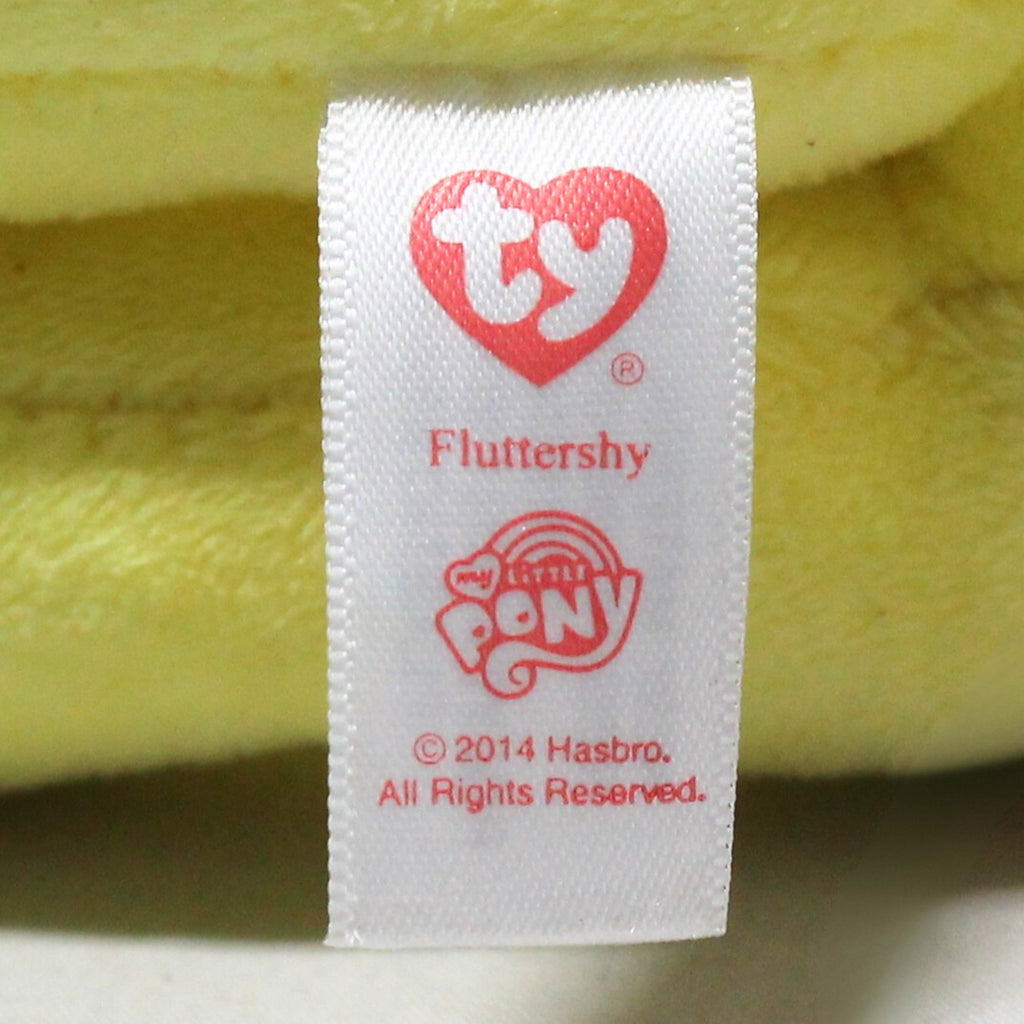 ty
®
Fluttershy
my LITTLE
PONY
© 2014 Hasbro.
All Rights Reserved.